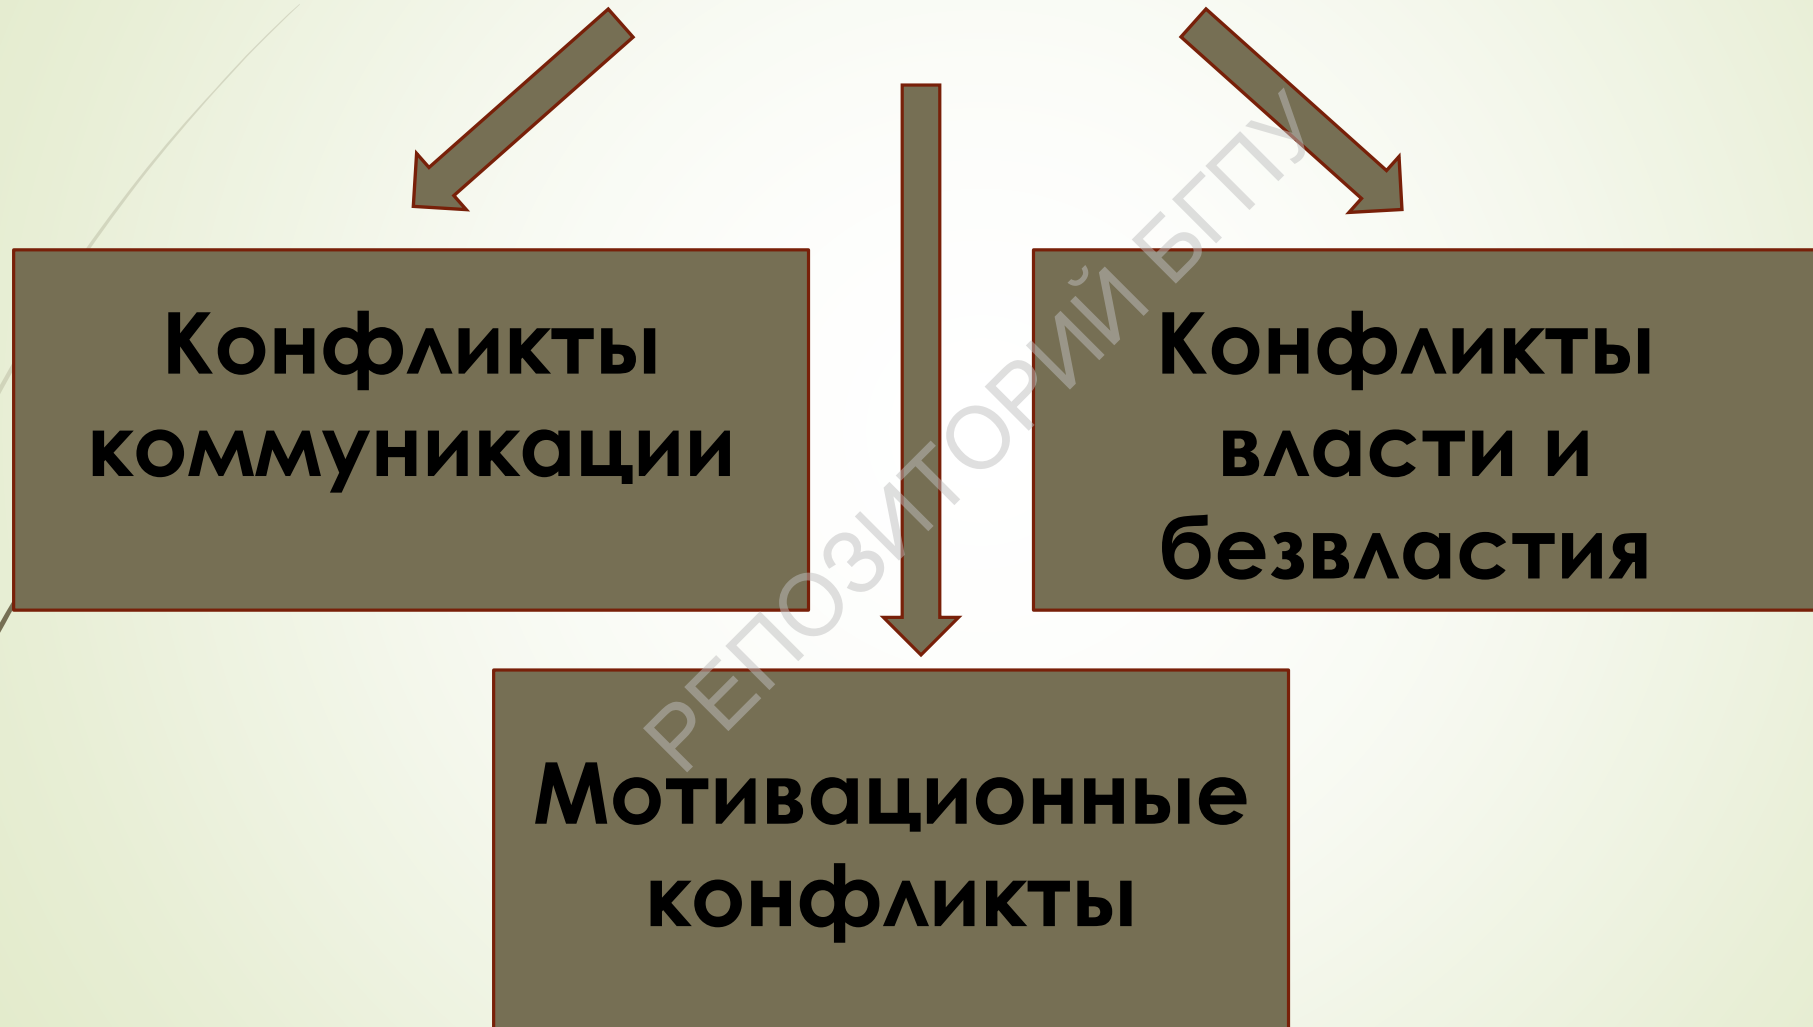 Конфликты
коммуникации
Конфликты
власти и
безвластия
Мотивационные
конфликты
РЕПОЗИТОРИЙ БГПУ